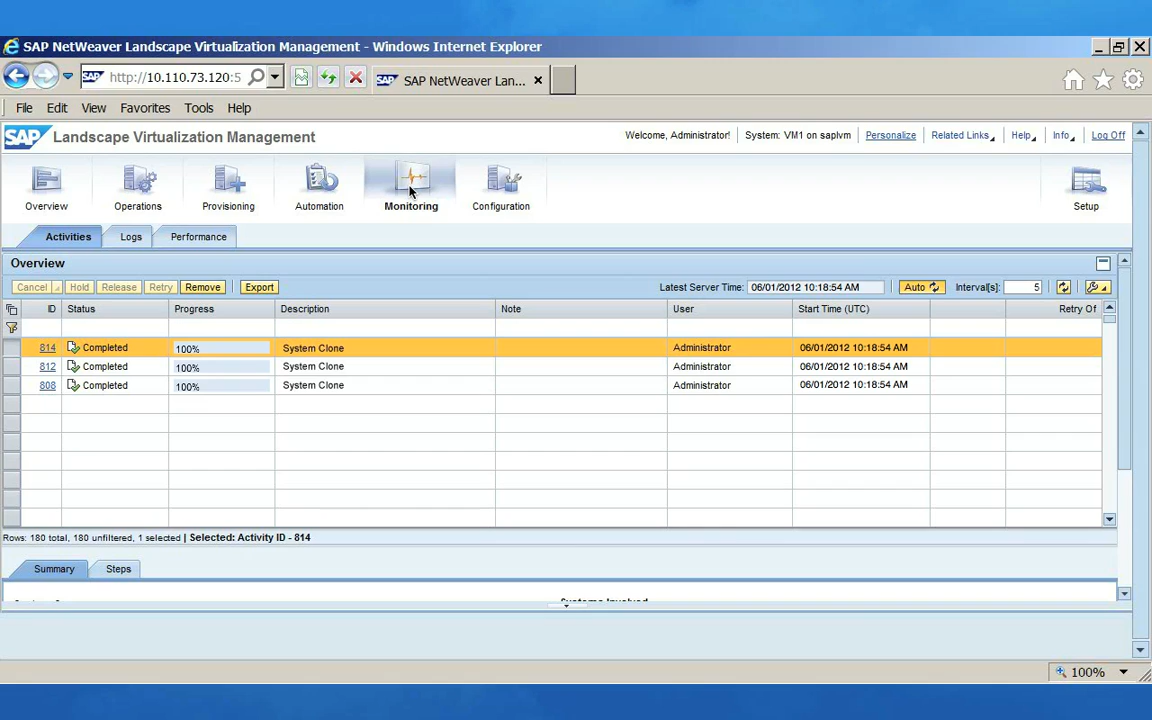 SAP NetWeaver Landscape Virtualization Management - Windows Internet Explorer
SAP http://10.110.73.120:5 SAP SAP NetWeaver Lan...
File Edit View Favorites Tools Help
SAP Landscape Virtualization Management Welcome, Administrator! System: VM1 on saplvm Personalize Related Links Help Info Log Off
Overview Operations Provisioning Automation Monitoring Configuration Setup
Activities Logs Performance
Overview
Cancel Hold Release Retry Remove Export Latest Server Time: 06/01/2012 10:18:54 AM Auto Interval[s]: 5
ID Status Progress Description Note User Start Time (UTC) Retry Of
814 Completed 100% System Clone Administrator 06/01/2012 10:18:54 AM
812 Completed 100% System Clone Administrator 06/01/2012 10:18:54 AM
808 Completed 100% System Clone Administrator 06/01/2012 10:18:54 AM
Rows: 180 total, 180 unfiltered, 1 selected | Selected: Activity ID - 814
Summary Steps
Systems Involved
100%